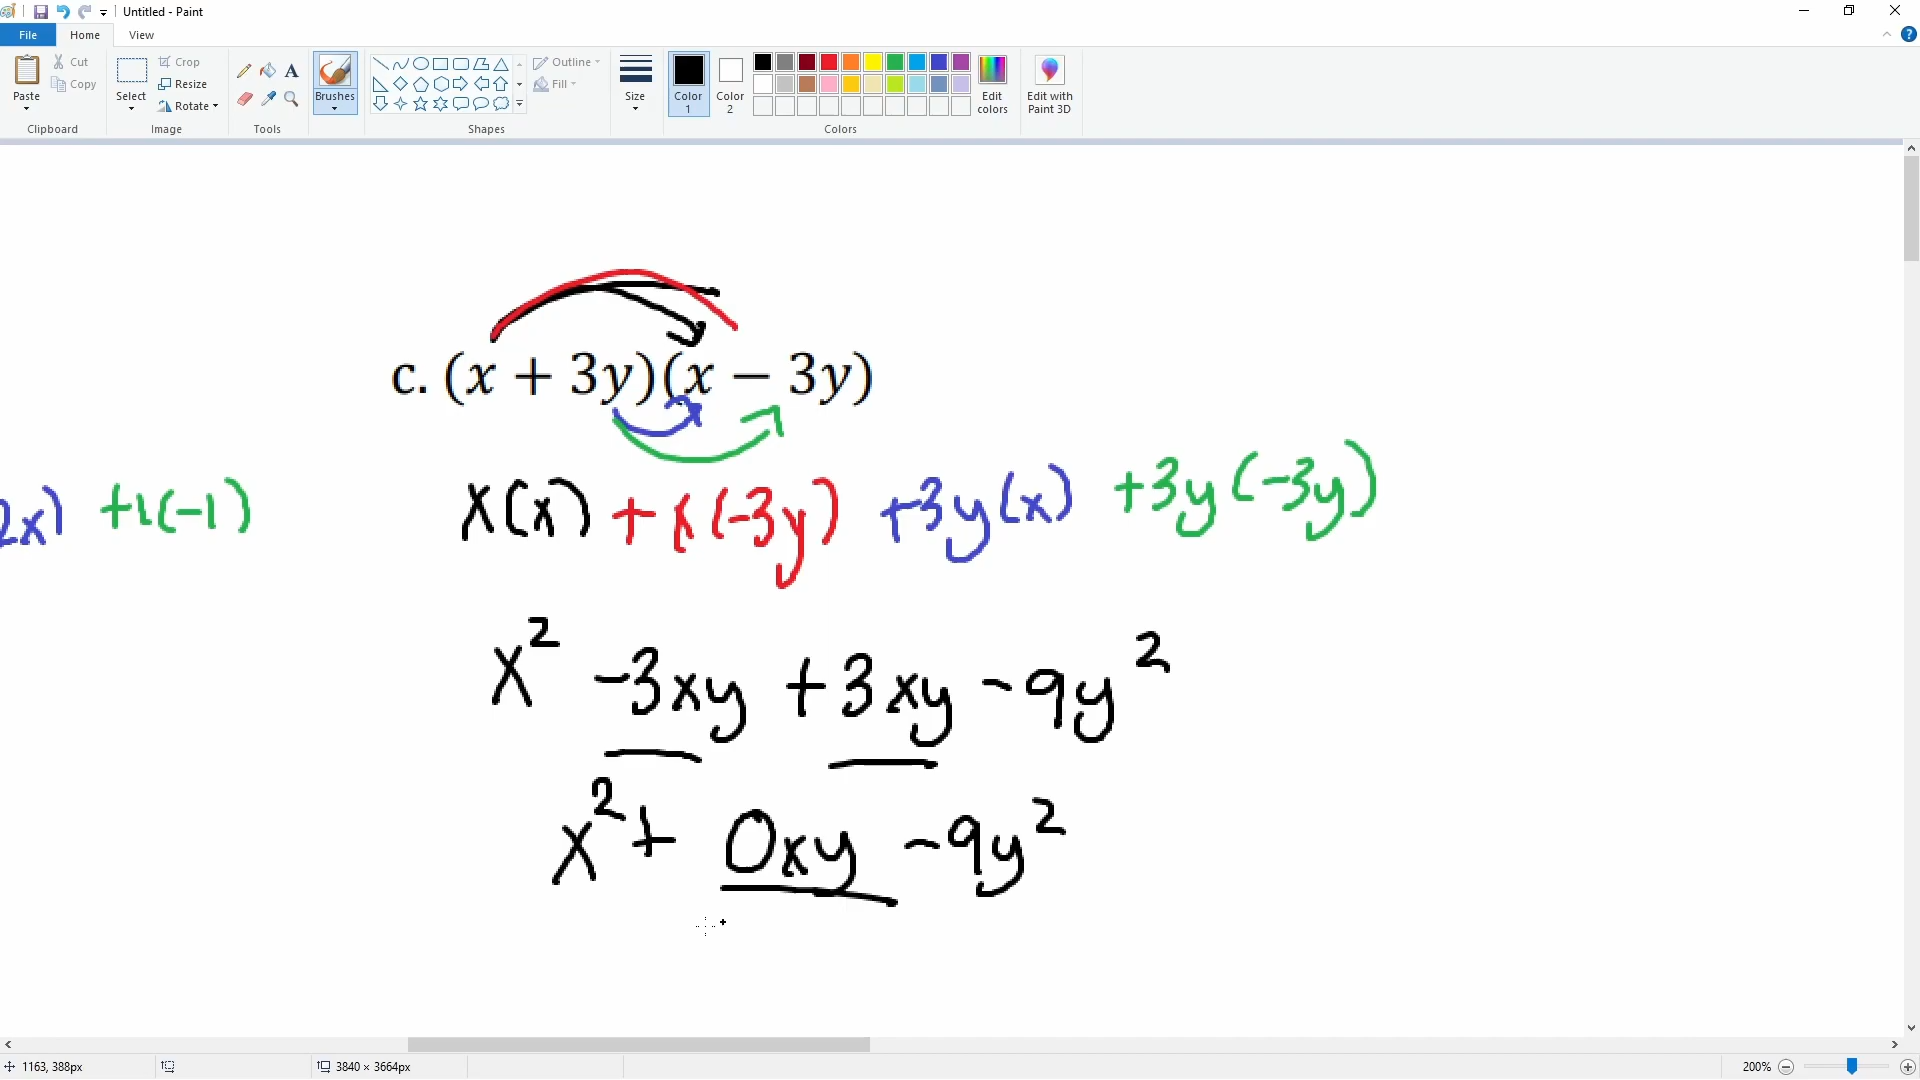 Untitled - Paint
File Home View
Paste Cut Copy Select Crop Resize Rotate Brushes Outline Fill Size Color 1 Color 2 Edit colors Edit with Paint 3D
Clipboard Image Tools Shapes Colors
c. (x + 3y)(x − 3y)
2x) +1(-1) x(x) +x(-3y) +3y(x) +3y(-3y)
x² -3xy +3xy -9y²
x² + 0xy -9y²
1163, 388px 3840 × 3664px 200%